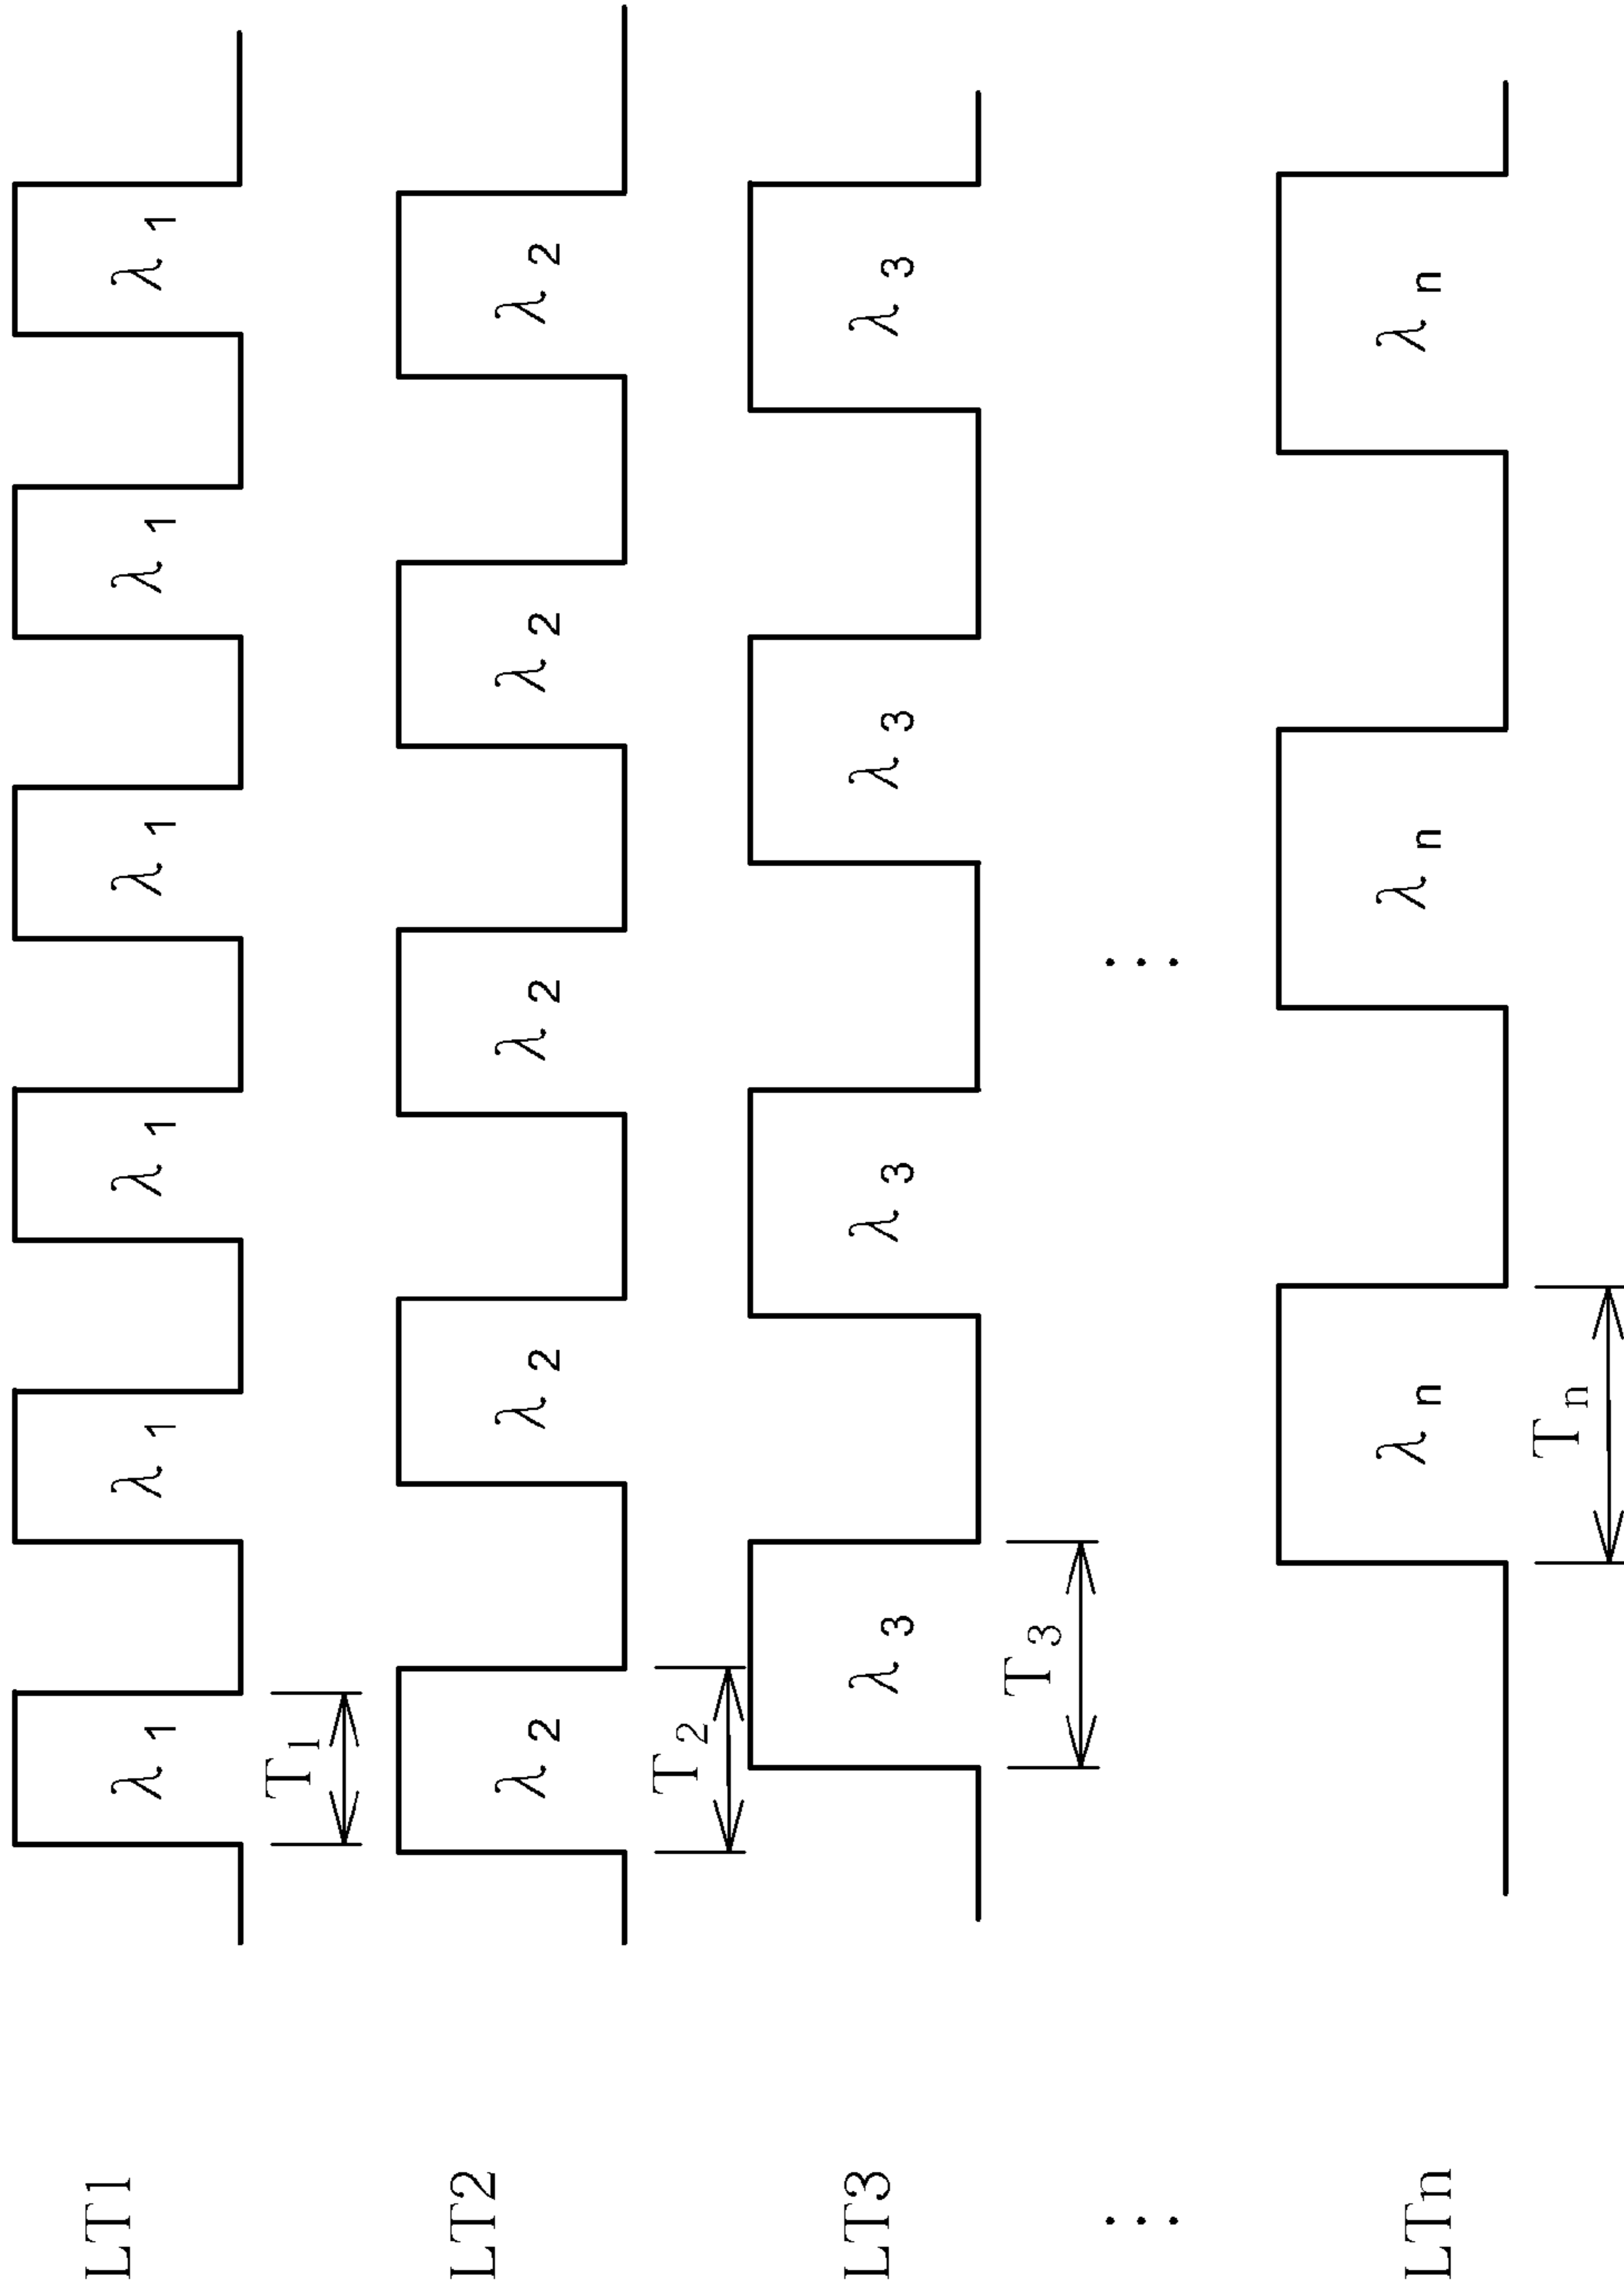 LT1 λ1 λ1 λ1 λ1 λ1 λ1
T1
LT2 λ2 λ2 λ2 λ2 λ2
T2
LT3 λ3 λ3 λ3 λ3
T3
⋮ ⋮
LTn λn λn λn
Tn